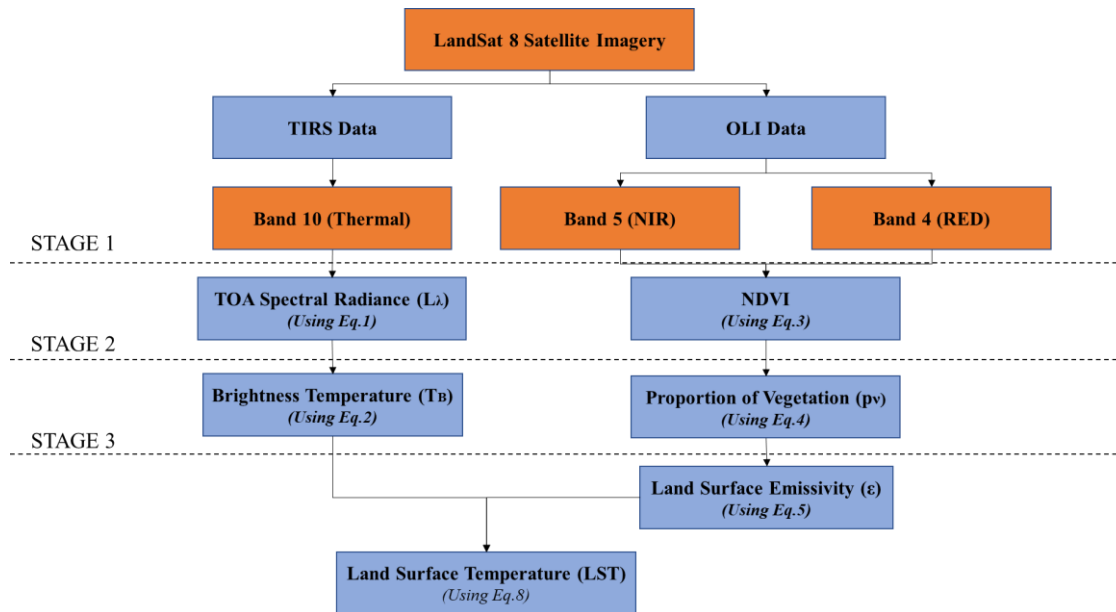 LandSat 8 Satellite Imagery
TIRS Data
OLI Data
Band 10 (Thermal)
Band 5 (NIR)
Band 4 (RED)
STAGE 1
TOA Spectral Radiance (Lλ)
(Using Eq.1)
NDVI
(Using Eq.3)
STAGE 2
Brightness Temperature (TB)
(Using Eq.2)
Proportion of Vegetation (pv)
(Using Eq.4)
STAGE 3
Land Surface Emissivity (ε)
(Using Eq.5)
Land Surface Temperature (LST)
(Using Eq.8)